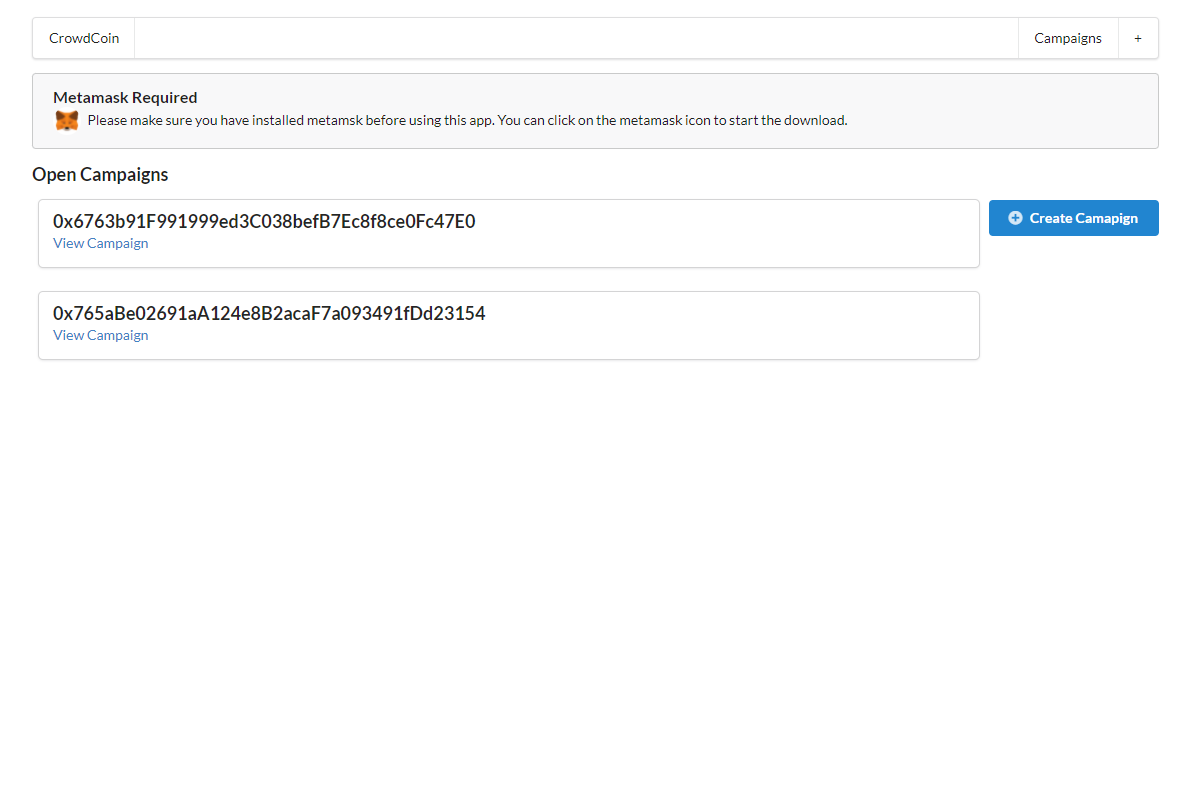 CrowdCoin
Campaigns
+
Metamask Required
Please make sure you have installed metamsk before using this app. You can click on the metamask icon to start the download.
Open Campaigns
0x6763b91F991999ed3C038befB7Ec8f8ce0Fc47E0
View Campaign
Create Camapign
0x765aBe02691aA124e8B2acaF7a093491fDd23154
View Campaign